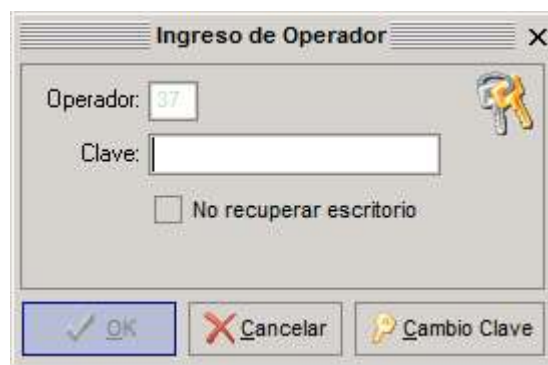 Ingreso de Operador
Operador: 37
Clave:
No recuperar escritorio
OK Cancelar Cambio Clave